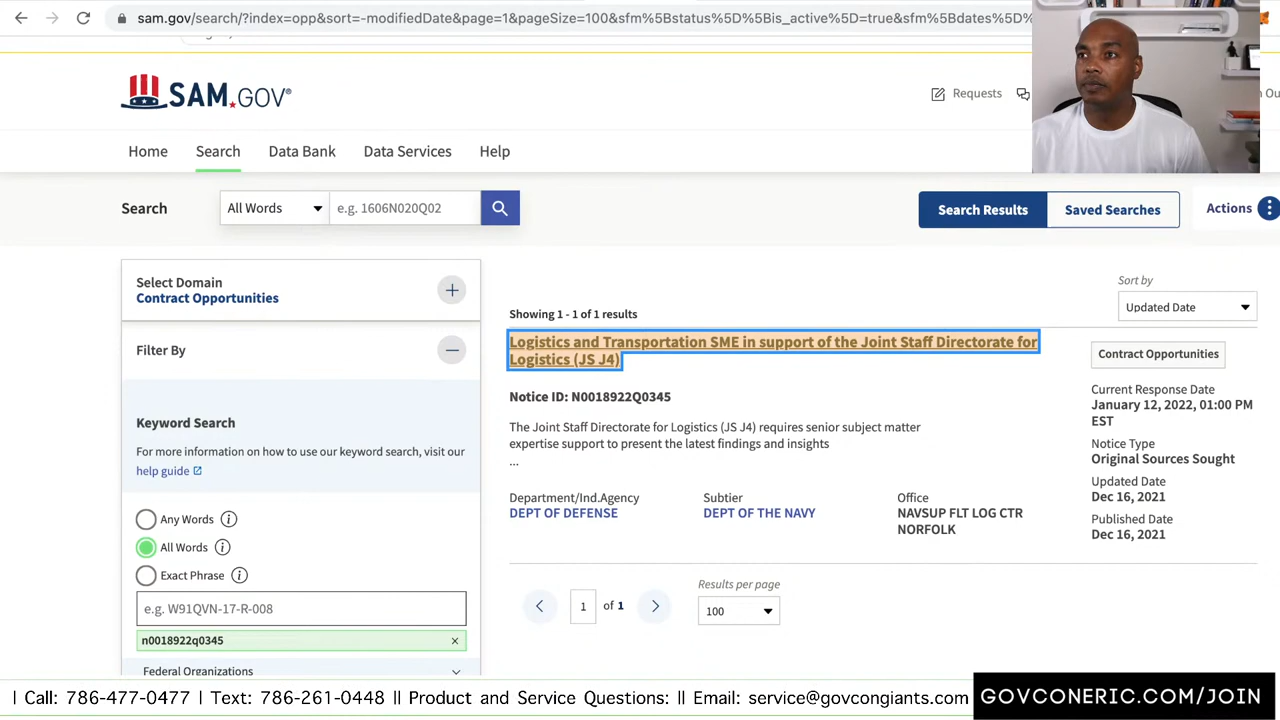 sam.gov/search/?index=opp&sort=-modifiedDate&page=1&pageSize=100&sfm%5Bstatus%5D%5Bis_active%5D=true&sfm%5Bdates%5D%
SAM.GOV®
Requests
Home Search Data Bank Data Services Help
Search All Words e.g. 1606N020Q02
Search Results Saved Searches Actions
Select Domain
Contract Opportunities
Filter By
Keyword Search
For more information on how to use our keyword search, visit our
help guide
Any Words
All Words
Exact Phrase
e.g. W91QVN-17-R-008
n0018922q0345 ×
Federal Organizations
Sort by
Updated Date
Showing 1 - 1 of 1 results
Logistics and Transportation SME in support of the Joint Staff Directorate for
Logistics (JS J4)
Notice ID: N0018922Q0345
The Joint Staff Directorate for Logistics (JS J4) requires senior subject matter
expertise support to present the latest findings and insights
...
Department/Ind.Agency
DEPT OF DEFENSE
Subtier
DEPT OF THE NAVY
Office
NAVSUP FLT LOG CTR
NORFOLK
Contract Opportunities
Current Response Date
January 12, 2022, 01:00 PM
EST
Notice Type
Original Sources Sought
Updated Date
Dec 16, 2021
Published Date
Dec 16, 2021
1 of 1
Results per page
100
| Call: 786-477-0477 | Text: 786-261-0448 || Product and Service Questions: || Email: service@govcongiants.com
GOVCONERIC.COM/JOIN